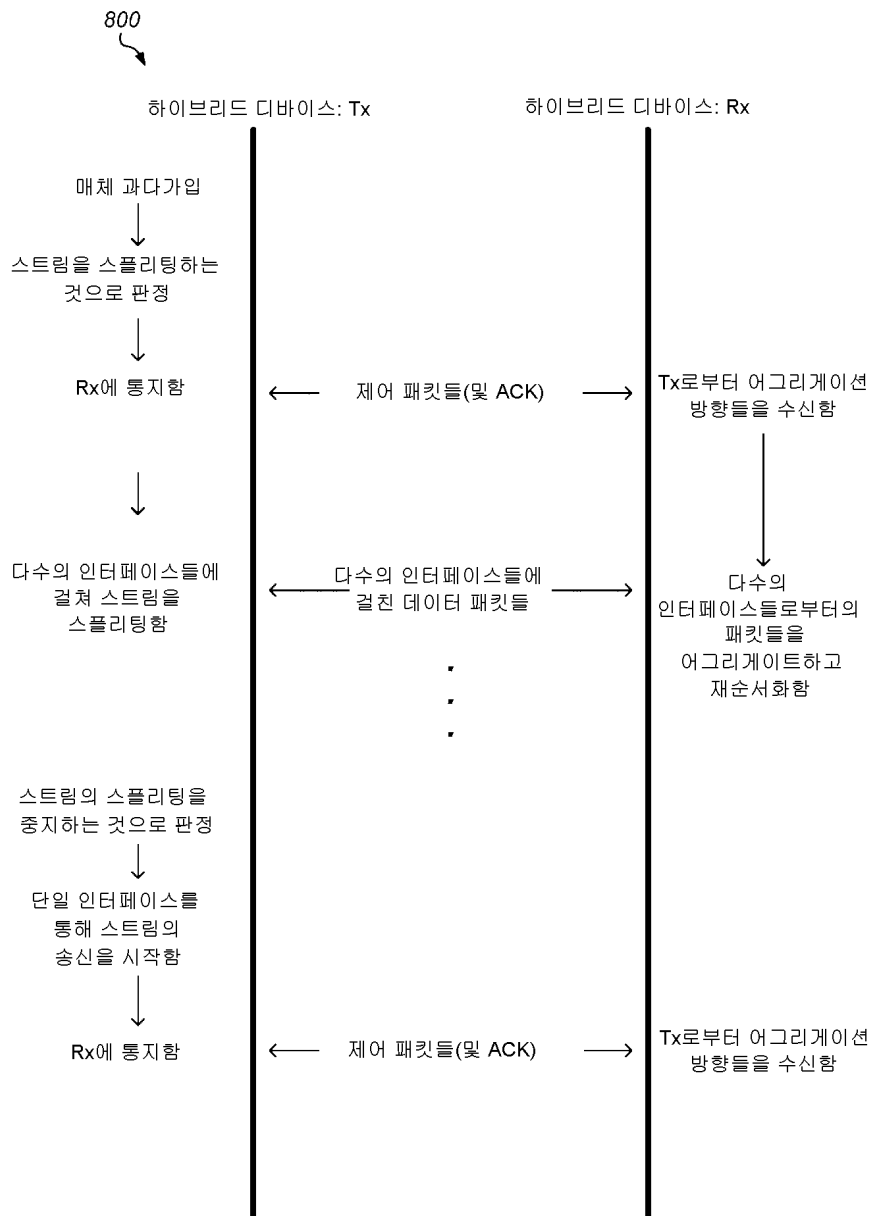 800
하이브리드 디바이스: Tx
하이브리드 디바이스: Rx
매체 과다가입
스트림을 스플리팅하는
것으로 판정
Rx에 통지함
제어 패킷들(및 ACK)
Tx로부터 어그리게이션
방향들을 수신함
다수의 인터페이스들에
걸쳐 스트림을
스플리팅함
다수의 인터페이스들에
걸친 데이터 패킷들
다수의
인터페이스들로부터의
패킷들을
어그리게이트하고
재순서화함
스트림의 스플리팅을
중지하는 것으로 판정
단일 인터페이스를
통해 스트림의
송신을 시작함
Rx에 통지함
제어 패킷들(및 ACK)
Tx로부터 어그리게이션
방향들을 수신함